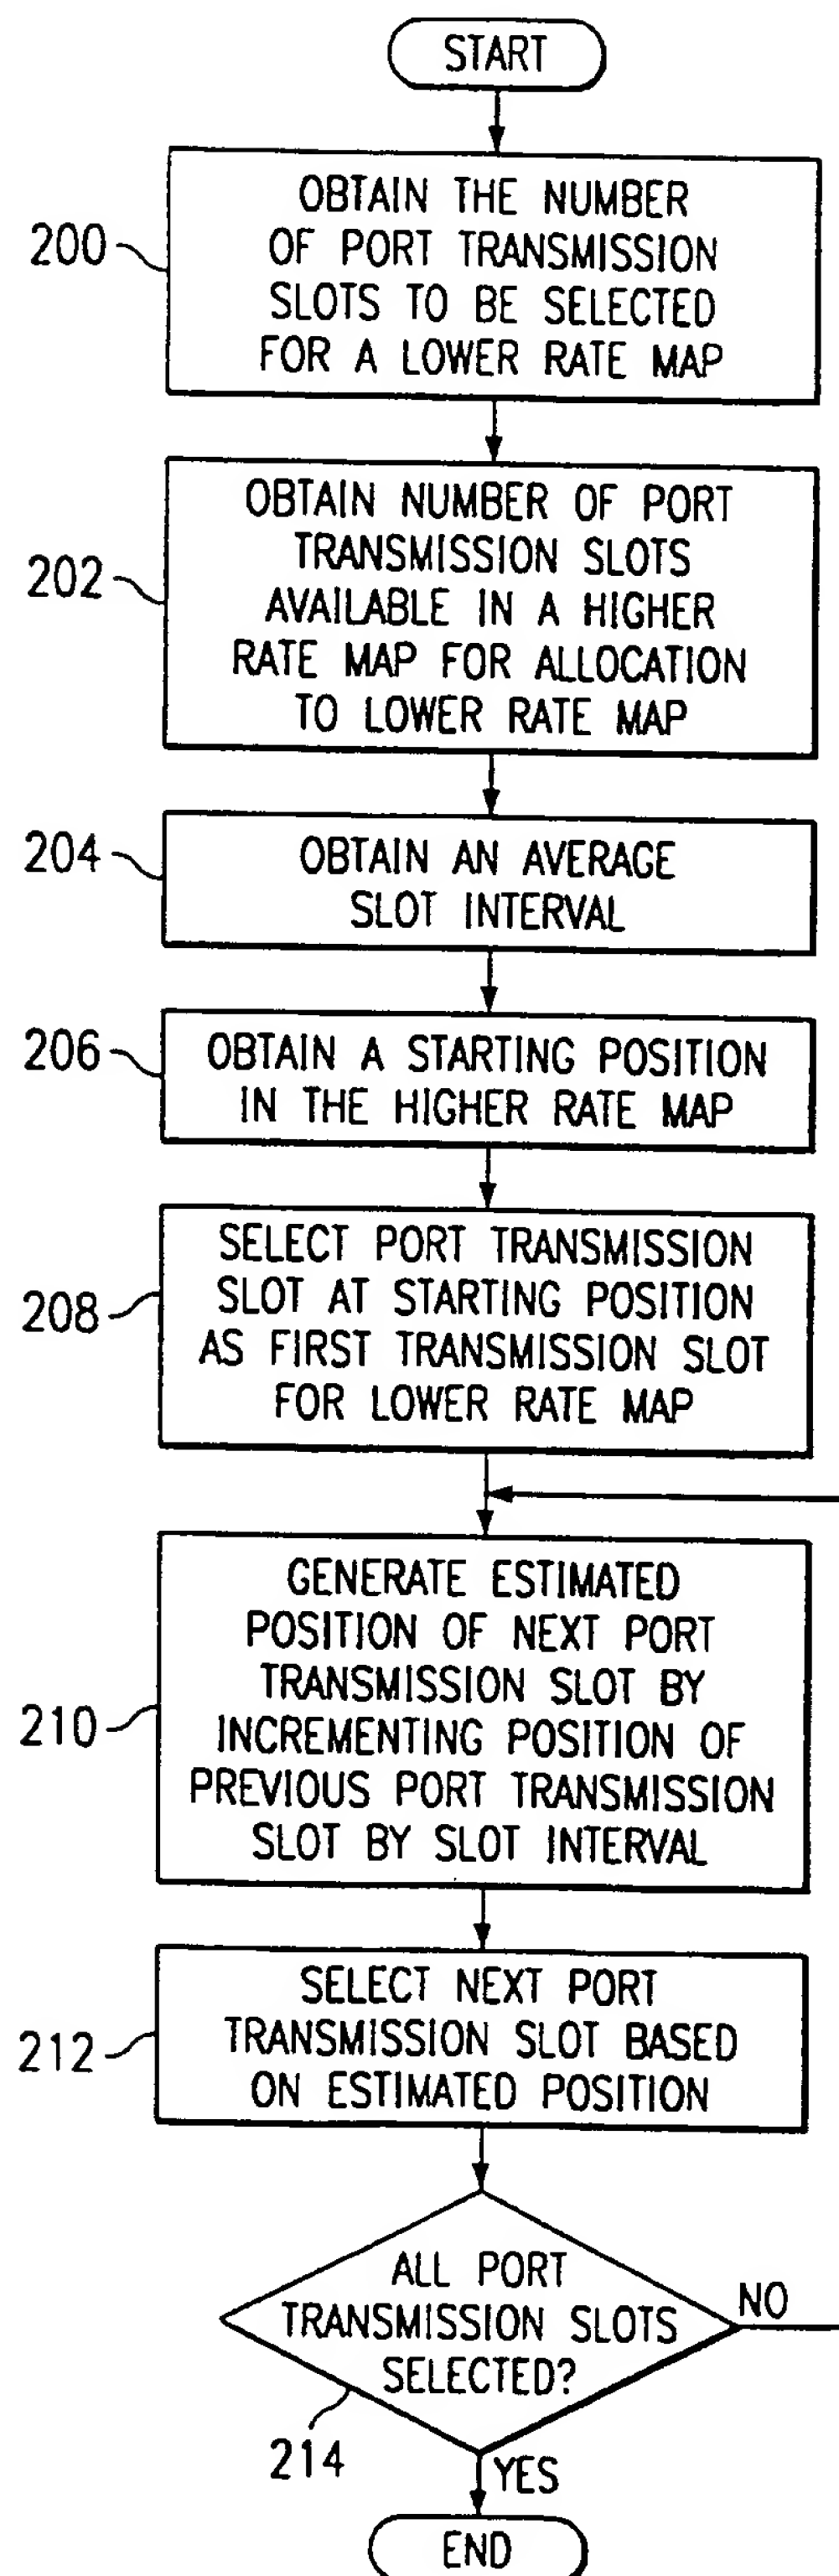 START
200
OBTAIN THE NUMBER
OF PORT TRANSMISSION
SLOTS TO BE SELECTED
FOR A LOWER RATE MAP
202
OBTAIN NUMBER OF PORT
TRANSMISSION SLOTS
AVAILABLE IN A HIGHER
RATE MAP FOR ALLOCATION
TO LOWER RATE MAP
204
OBTAIN AN AVERAGE
SLOT INTERVAL
206
OBTAIN A STARTING POSITION
IN THE HIGHER RATE MAP
208
SELECT PORT TRANSMISSION
SLOT AT STARTING POSITION
AS FIRST TRANSMISSION SLOT
FOR LOWER RATE MAP
210
GENERATE ESTIMATED
POSITION OF NEXT PORT
TRANSMISSION SLOT BY
INCREMENTING POSITION OF
PREVIOUS PORT TRANSMISSION
SLOT BY SLOT INTERVAL
212
SELECT NEXT PORT
TRANSMISSION SLOT BASED
ON ESTIMATED POSITION
ALL PORT
TRANSMISSION SLOTS
SELECTED?
NO
214
YES
END